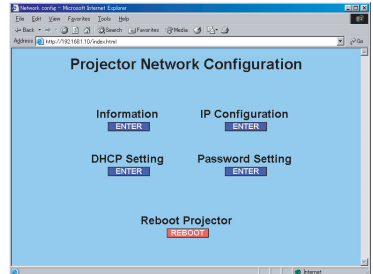 Network config - Microsoft Internet Explorer
File Edit View Favorites Tools Help
Back Search Favorites Media
Address http://192.168.1.10/index.html Go
Projector Network Configuration
Information IP Configuration
ENTER ENTER
DHCP Setting Password Setting
ENTER ENTER
Reboot Projector
REBOOT
Internet